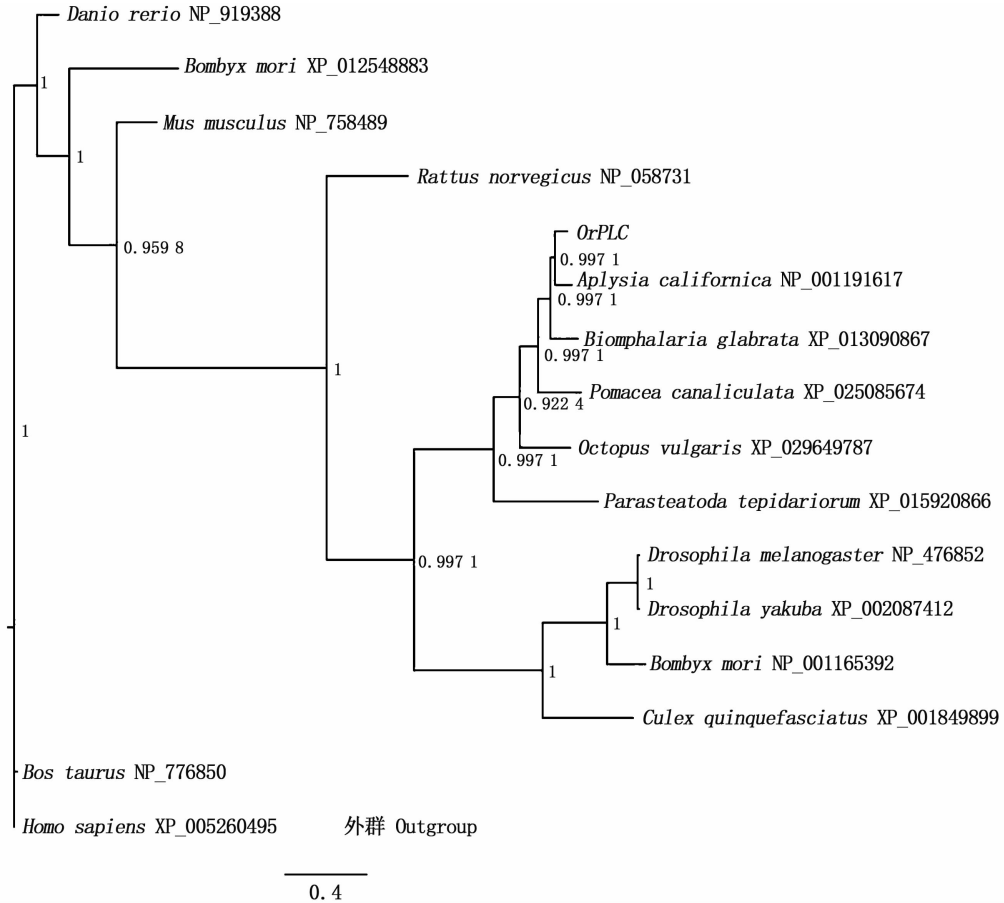 Danio rerio NP_919388
1
Bombyx mori XP_012548883
Mus musculus NP_758489
1
Rattus norvegicus NP_058731
OrPLC
0.959 8
0.997 1
Aplysia californica NP_001191617
0.997 1
Biomphalaria glabrata XP_013090867
0.997 1
1
Pomacea canaliculata XP_025085674
0.922 4
1
Octopus vulgaris XP_029649787
0.997 1
Parasteatoda tepidariorum XP_015920866
Drosophila melanogaster NP_476852
0.997 1
1
Drosophila yakuba XP_002087412
1
Bombyx mori NP_001165392
1
Culex quinquefasciatus XP_001849899
Bos taurus NP_776850
Homo sapiens XP_005260495 外群 Outgroup
0.4